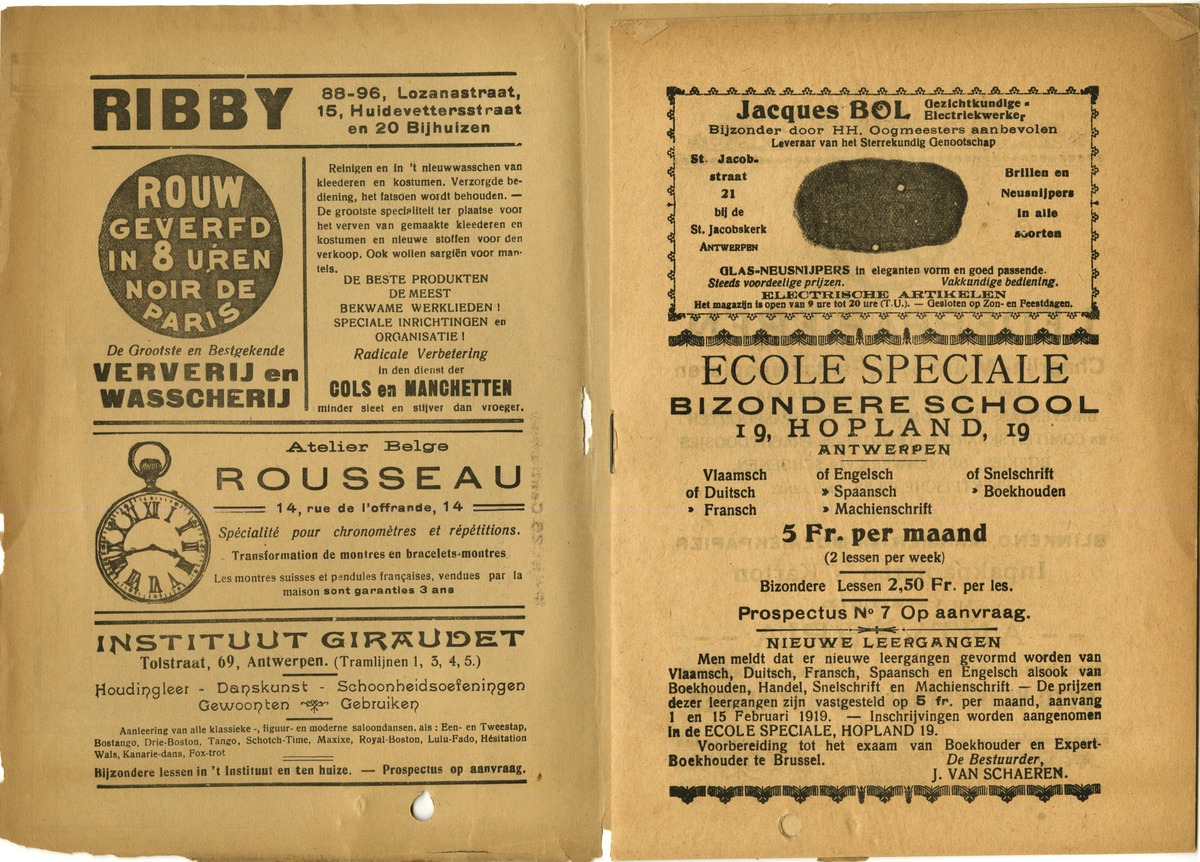 RIBBY
88-96, Lozanastraat,
15, Huidevettersstraat
en 20 Bijhuizen
ROUW
GEVERFD
IN 8 UREN
NOIR DE
PARIS
De Grootste en Bestgekende
VERVERIJ en
WASSCHERIJ
Reinigen en in 't nieuwwasschen van
kleederen en kostumen. Verzorgde be-
diening, het fatsoen wordt behouden. —
De grootste specialiteit ter plaatse voor
het verven van gemaakte kleederen en
kostumen en nieuwe stoffen voor den
verkoop. Ook wollen sargiën voor man-
tels.
DE BESTE PRODUKTEN
DE MEEST
BEKWAME WERKLIEDEN !
SPECIALE INRICHTINGEN en
ORGANISATIE !
Radicale Verbetering
in den dienst der
COLS en MANCHETTEN
minder sleet en stijver dan vroeger.
Atelier Belge
ROUSSEAU
14, rue de l'offrande, 14
Spécialité pour chronomètres et répétitions.
Transformation de montres en bracelets-montres
Les montres suisses et pendules françaises, vendues par la
maison sont garanties 3 ans
INSTITUUT GIRAUDET
Tolstraat, 69, Antwerpen. (Tramlijnen 1, 3, 4, 5.)
Houdingleer - Danskunst - Schoonheidsoefeningen
Gewoonten Gebruiken
Aanleering van alle klassieke -, figuur- en moderne saloondansen, als : Een- en Tweestap,
Bostango, Drie-Boston, Tango, Schotch-Time, Maxixe, Royal-Boston, Lulu-Fado, Hésitation
Wals, Kanarie-dans, Fox-trot
Bijzondere lessen in 't Instituut en ten huize. — Prospectus op aanvraag.
Jacques BOL Gezichtkundige -
Electriekwerker
Bijzonder door HH. Oogmeesters aanbevolen
Leveraar van het Sterrekundig Genootschap
St. Jacob-
straat
21
bij de
St. Jacobskerk
ANTWERPEN
Brillen en
Neusnijpers
in alle
soorten
GLAS-NEUSNIJPERS in eleganten vorm en goed passende.
Steeds voordeelige prijzen. Vakkundige bediening.
ELECTRISCHE ARTIKELEN
Het magazijn is open van 9 ure tot 20 ure (T.U.). — Gesloten op Zon- en Feestdagen.
ECOLE SPECIALE
BIZONDERE SCHOOL
19, HOPLAND, 19
ANTWERPEN
Vlaamsch of Engelsch of Snelschrift
of Duitsch » Spaansch » Boekhouden
» Fransch » Machienschrift
5 Fr. per maand
(2 lessen per week)
Bizondere Lessen 2,50 Fr. per les.
Prospectus No 7 Op aanvraag.
NIEUWE LEERGANGEN
Men meldt dat er nieuwe leergangen gevormd worden van
Vlaamsch, Duitsch, Fransch, Spaansch en Engelsch alsook van
Boekhouden, Handel, Snelschrift en Machienschrift. — De prijzen
dezer leergangen zijn vastgesteld op 5 fr. per maand, aanvang
1 en 15 Februari 1919. — Inschrijvingen worden aangenomen
in de ECOLE SPECIALE, HOPLAND 19.
Voorbereiding tot het exaam van Boekhouder en Expert-
Boekhouder te Brussel. De Bestuurder,
J. VAN SCHAEREN.